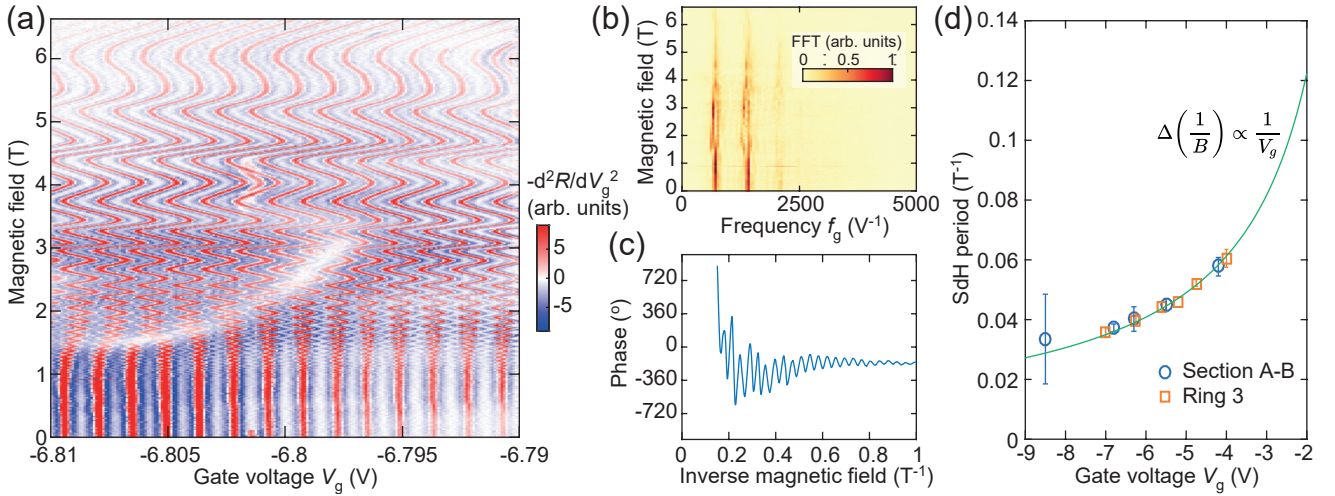 (a)
Magnetic field (T)
6
5
4
3
2
1
0
-6.81
-6.805
-6.8
-6.795
-6.79
Gate voltage Vg (V)
-d²R/dVg²
(arb. units)
5
0
-5
(b)
Magnetic field (T)
6
5
4
3
2
1
0
FFT (arb. units)
0 0.5 1
0
2500
5000
Frequency fg (V⁻¹)
(c)
Phase (º)
720
360
0
-360
-720
0 0.2 0.4 0.6 0.8 1
Inverse magnetic field (T⁻¹)
(d)
SdH period (T⁻¹)
0.14
0.12
0.1
0.08
0.06
0.04
0.02
0
Δ(1/B) ∝ 1/Vg
Section A-B
Ring 3
-9 -8 -7 -6 -5 -4 -3 -2
Gate voltage Vg (V)